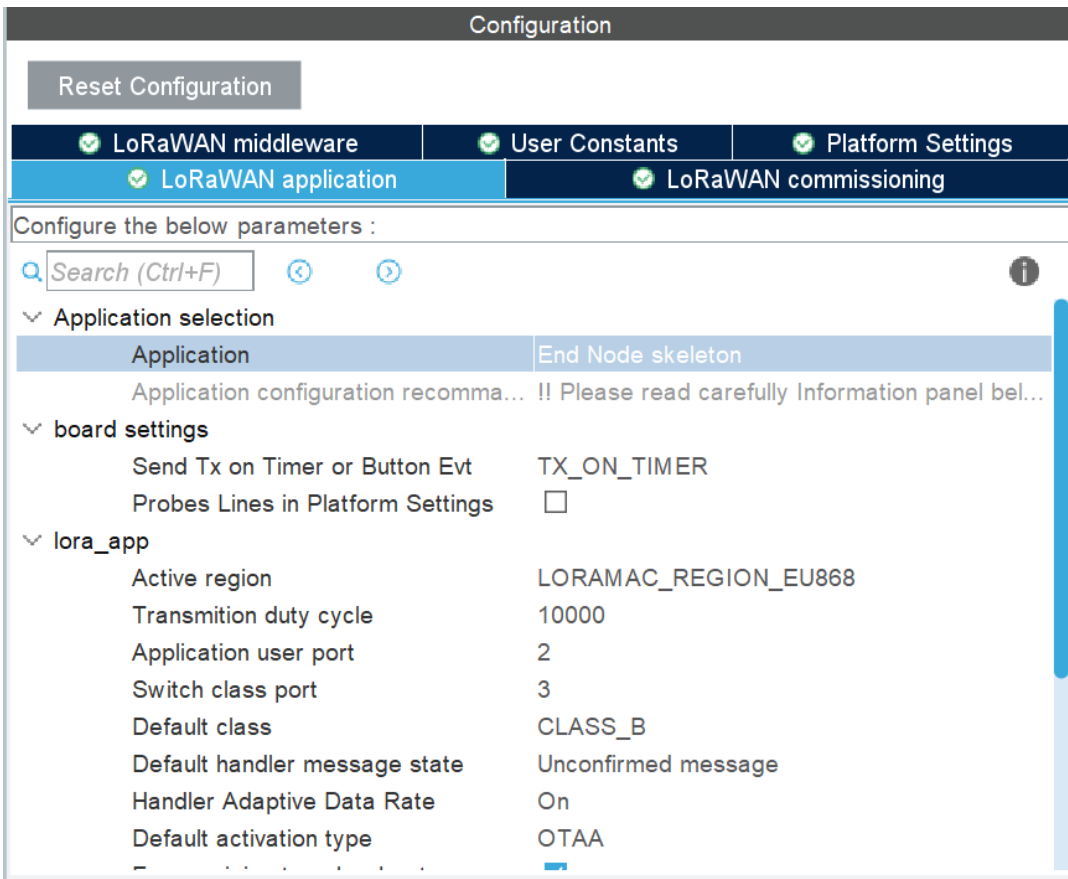 Configuration
Reset Configuration
LoRaWAN middleware User Constants Platform Settings
LoRaWAN application LoRaWAN commissioning
Configure the below parameters :
Search (Ctrl+F)
Application selection
Application End Node skeleton
Application configuration recomma... !! Please read carefully Information panel bel...
board settings
Send Tx on Timer or Button Evt TX_ON_TIMER
Probes Lines in Platform Settings
lora_app
Active region LORAMAC_REGION_EU868
Transmition duty cycle 10000
Application user port 2
Switch class port 3
Default class CLASS_B
Default handler message state Unconfirmed message
Handler Adaptive Data Rate On
Default activation type OTAA